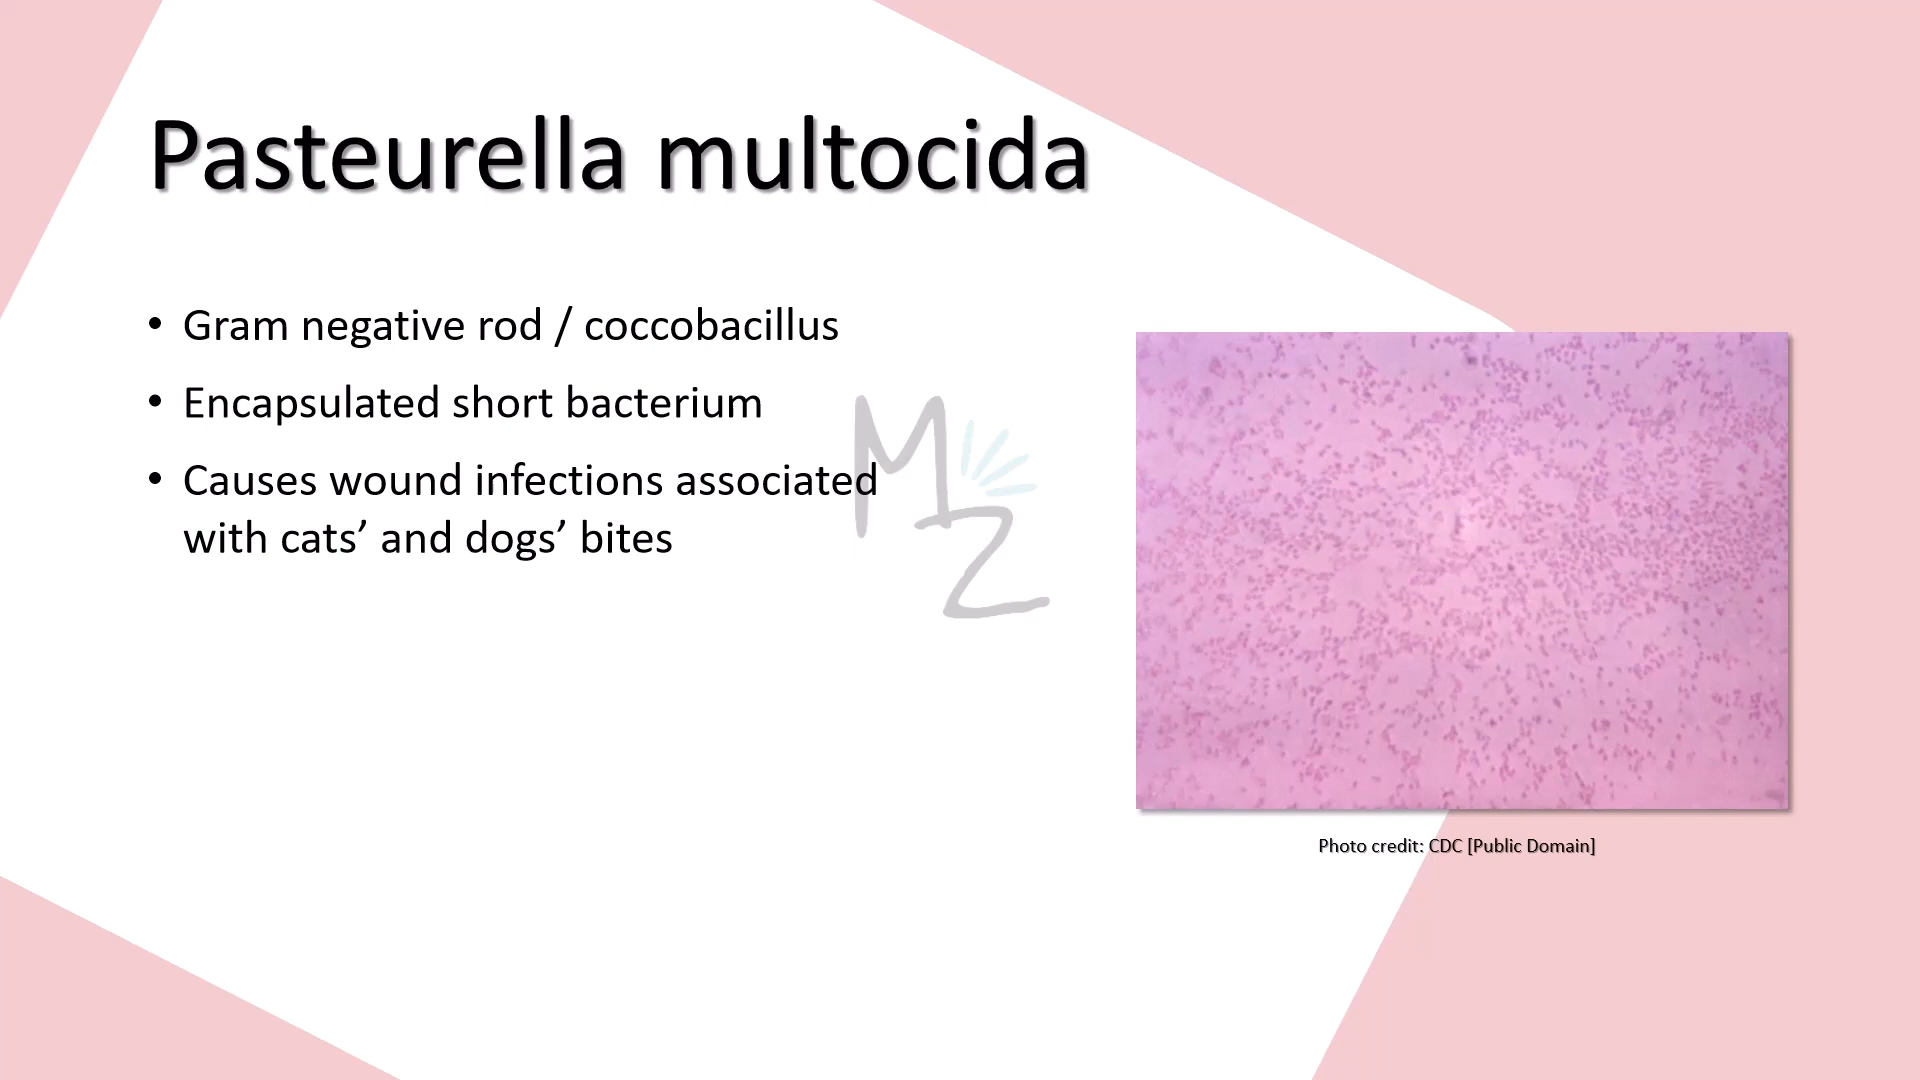 Pasteurella multocida
• Gram negative rod / coccobacillus
• Encapsulated short bacterium
• Causes wound infections associated
with cats’ and dogs’ bites
MZ
Photo credit: CDC [Public Domain]